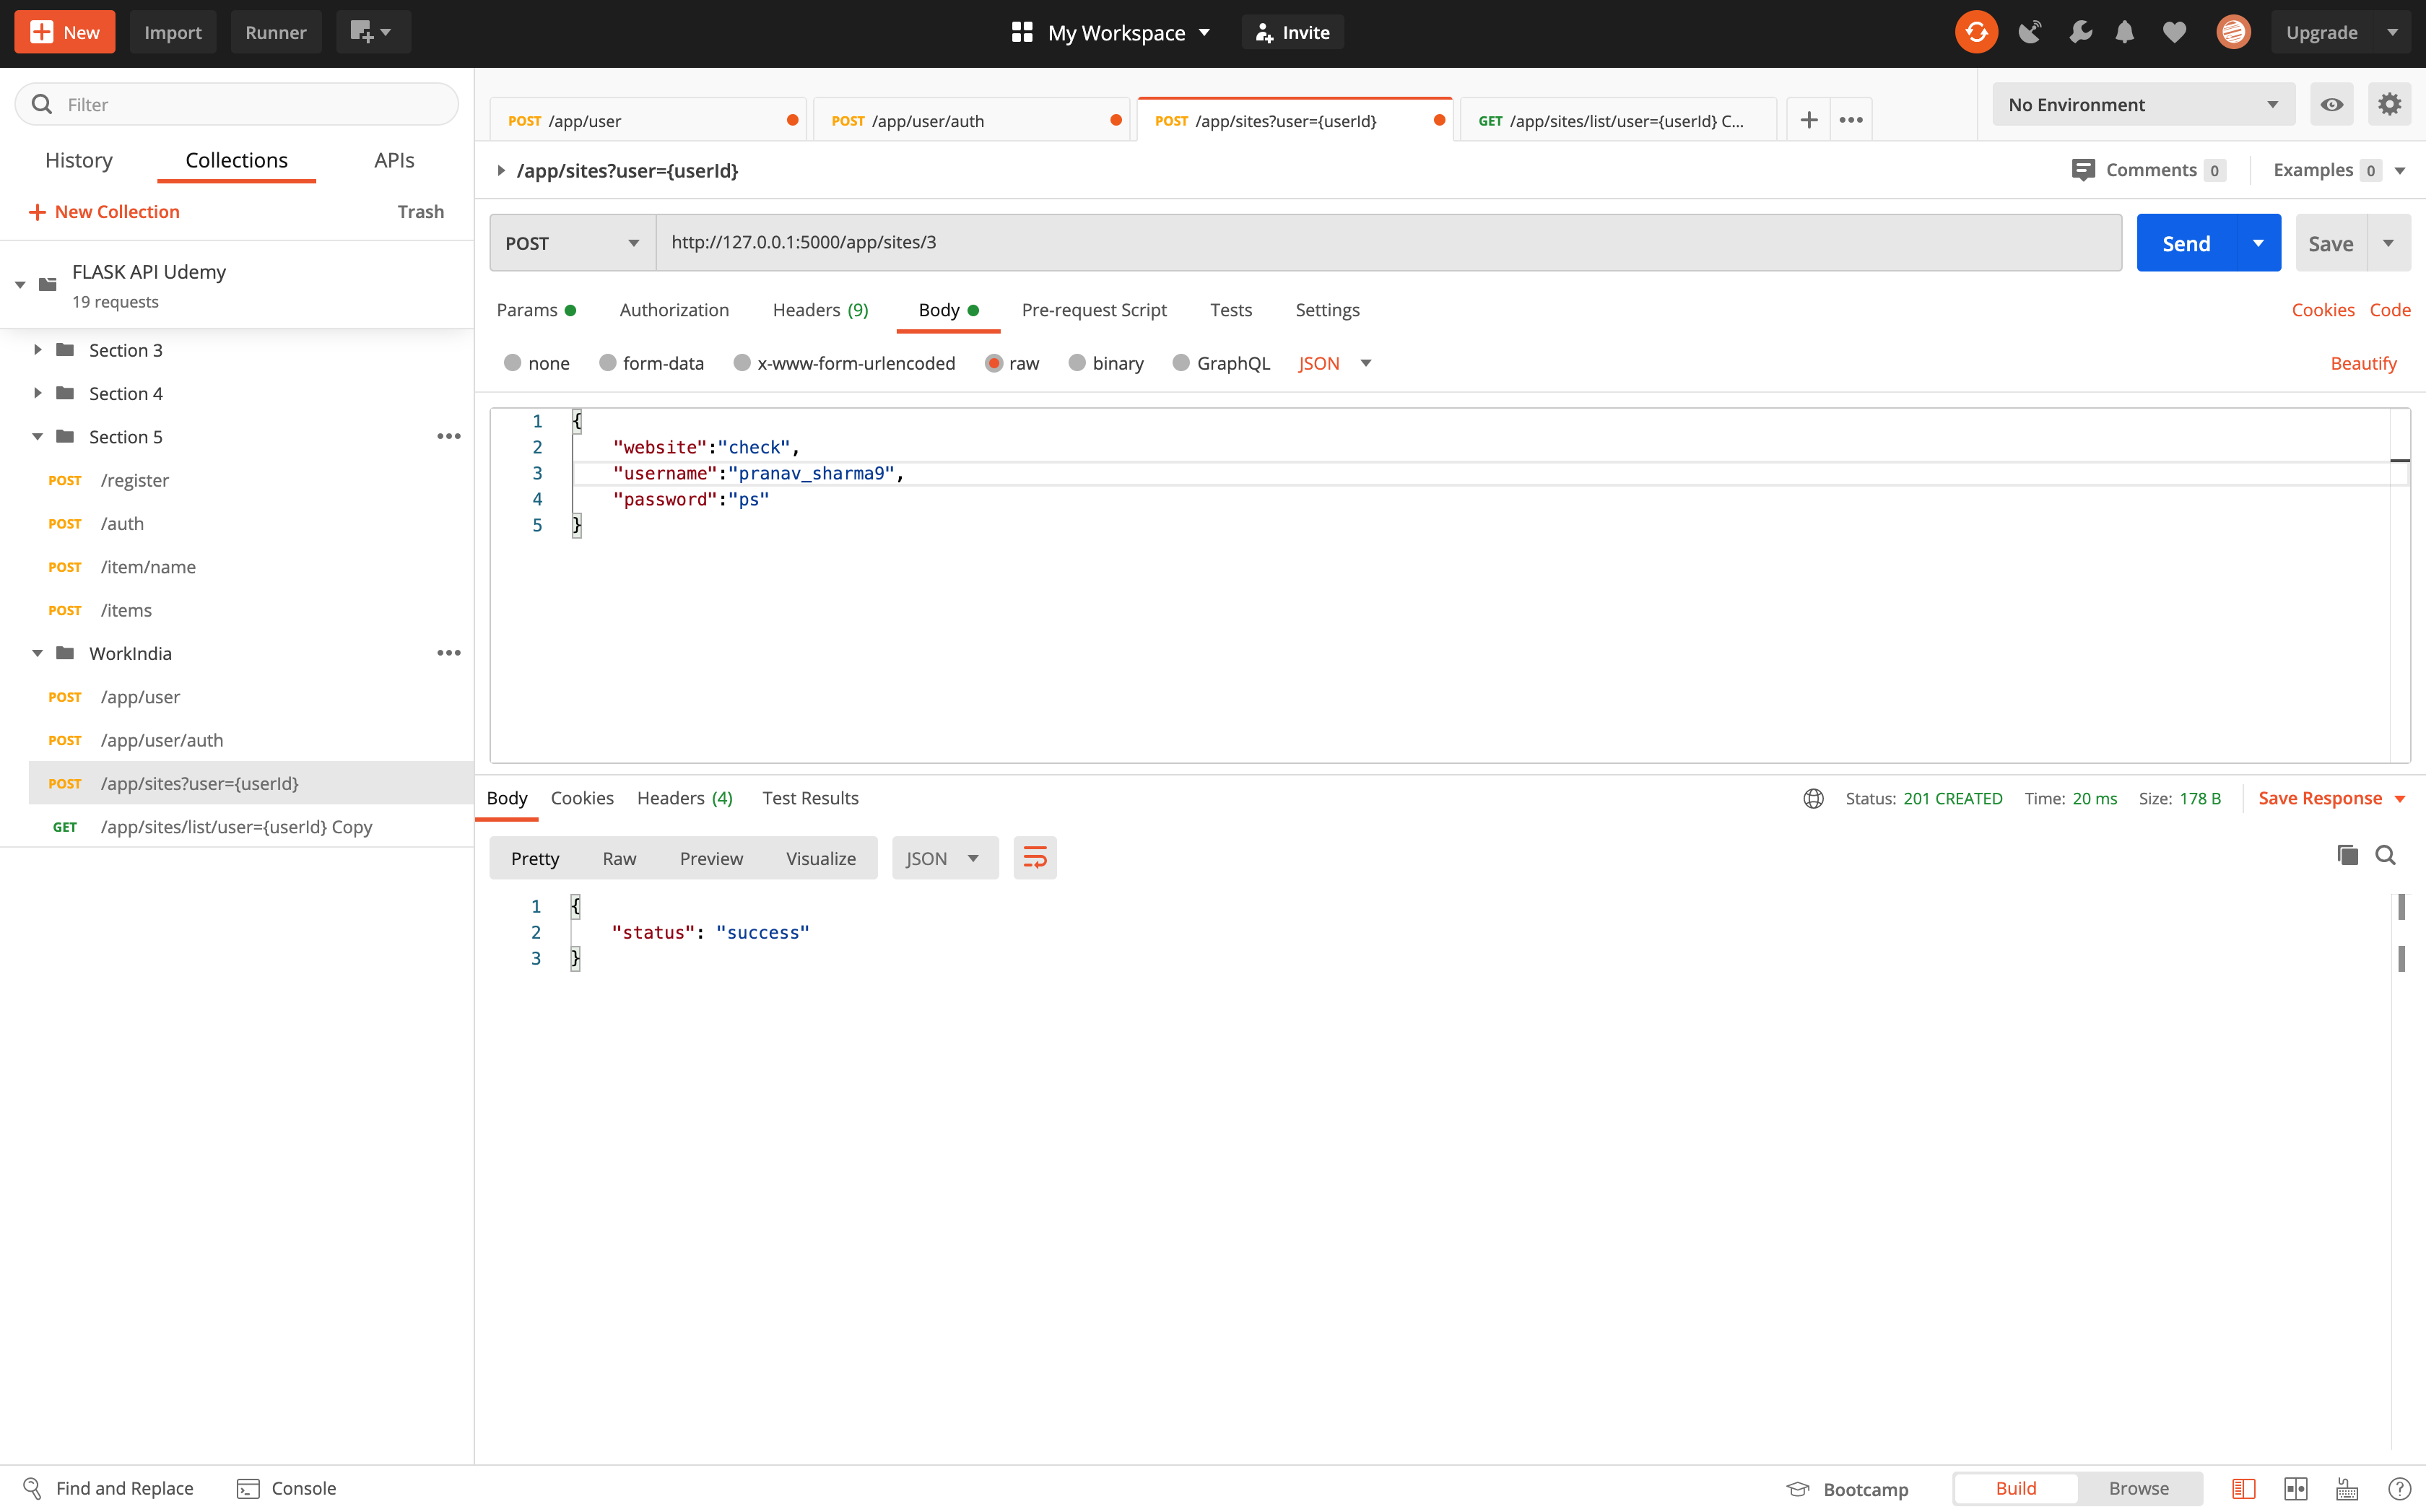 New
Import
Runner
My Workspace
Invite
Upgrade
Filter
History
Collections
APIs
New Collection
Trash
FLASK API Udemy
19 requests
Section 3
Section 4
Section 5
POST /register
POST /auth
POST /item/name
POST /items
WorkIndia
POST /app/user
POST /app/user/auth
POST /app/sites?user={userId}
GET /app/sites/list/user={userId} Copy
POST /app/user
POST /app/user/auth
POST /app/sites?user={userId}
GET /app/sites/list/user={userId} C...
No Environment
/app/sites?user={userId}
Comments 0
Examples 0
POST
http://127.0.0.1:5000/app/sites/3
Send
Save
Params
Authorization
Headers (9)
Body
Pre-request Script
Tests
Settings
Cookies
Code
none
form-data
x-www-form-urlencoded
raw
binary
GraphQL
JSON
Beautify
1 {
2 "website":"check",
3 "username":"pranav_sharma9",
4 "password":"ps"
5 }
Body
Cookies
Headers (4)
Test Results
Status: 201 CREATED
Time: 20 ms
Size: 178 B
Save Response
Pretty
Raw
Preview
Visualize
JSON
1 {
2 "status": "success"
3 }
Find and Replace
Console
Bootcamp
Build
Browse